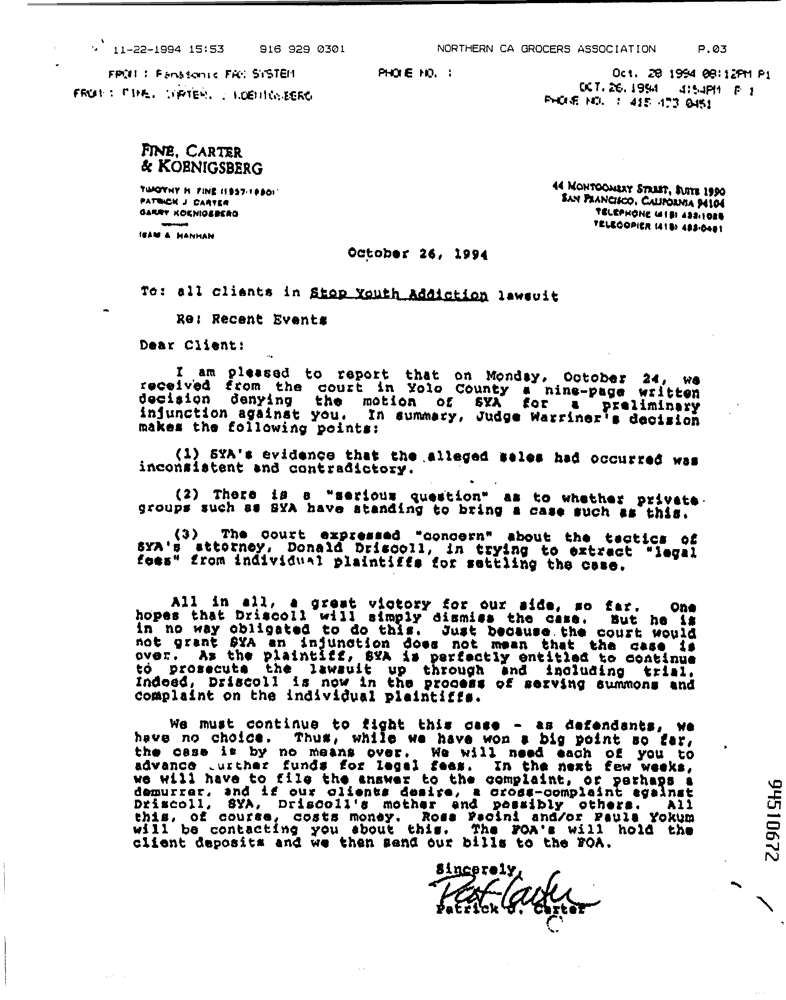 11-22-1994 15:53 916 929 0301 NORTHERN CA GROCERS ASSOCIATION P.03
FROM : Panasonic FAX SYSTEM PHONE NO. : Oct. 28 1994 08:12PM P1
FROM : FINE, CARTER, & KOENIGSBERG OCT. 26. 1994 4:54PM P 1
PHONE NO. : 415 433 0451
FINE, CARTER
& KOENIGSBERG
TIMOTHY H. FINE (1937-1990)
PATRICK J CARTER
GARRY KOENIGSBERG
44 MONTGOMERY STREET, SUITE 1990
SAN FRANCISCO, CALIFORNIA 94104
TELEPHONE (415)
TELECOPIER (415)
HANHAN
October 26, 1994
To: all clients in Stop Youth Addiction lawsuit
Re: Recent Events
Dear Client:
I am pleased to report that on Monday, October 24, we
received from the court in Yolo County a nine-page written
decision denying the motion of SYA for a preliminary
injunction against you. In summary, Judge Warriner's decision
makes the following points:
(1) SYA's evidence that the alleged sales had occurred was
inconsistent and contradictory.
(2) There is a "serious question" as to whether private
groups such as SYA have standing to bring a case such as this.
(3) The court expressed "concern" about the tactics of
SYA's attorney, Donald Driscoll, in trying to extract "legal
fees" from individual plaintiffs for settling the case.
All in all, a great victory for our side, so far. One
hopes that Driscoll will simply dismiss the case. But he is
in no way obligated to do this. Just because the court would
not grant SYA an injunction does not mean that the case is
over. As the plaintiff, SYA is perfectly entitled to continue
to prosecute the lawsuit up through and including trial.
Indeed, Driscoll is now in the process of serving summons and
complaint on the individual plaintiffs.
We must continue to fight this case - as defendants, we
have no choice. Thus, while we have won a big point so far,
the case is by no means over. We will need each of you to
advance further funds for legal fees. In the next few weeks,
we will have to file the answer to the complaint, or perhaps a
demurrer, and if our clients desire, a cross-complaint against
Driscoll, SYA, Driscoll's mother and possibly others. All
this, of course, costs money. Ross Pacini and/or Paula Yokum
will be contacting you about this. The FOA's will hold the
client deposits and we then send our bills to the FOA.
Sincerely,
Pat Carter
Patrick J. Carter
94510672